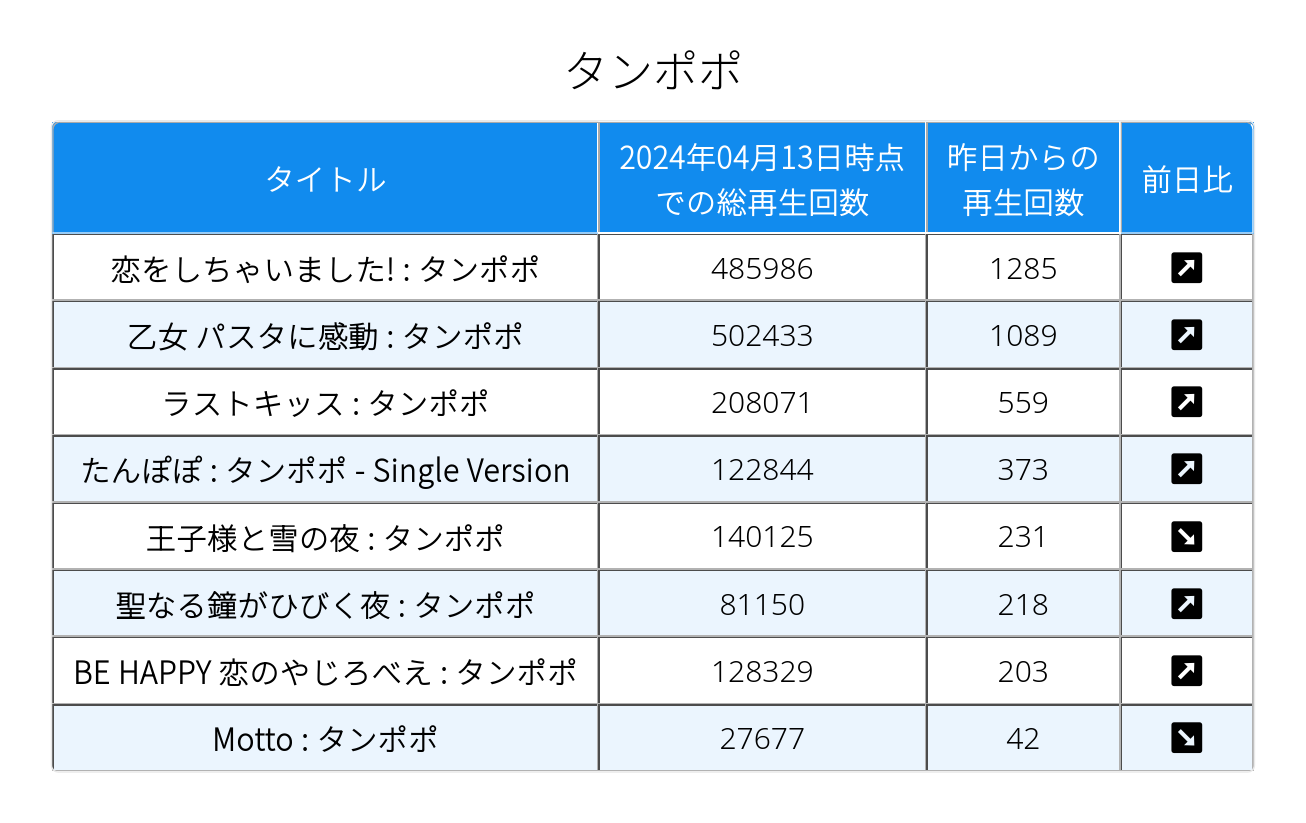 タンポポ
タイトル
2024年04月13日時点
での総再生回数
昨日からの
再生回数
前日比
恋をしちゃいました! : タンポポ 485986 1285 ↗
乙女 パスタに感動 : タンポポ 502433 1089 ↗
ラストキッス : タンポポ 208071 559 ↗
たんぽぽ : タンポポ - Single Version 122844 373 ↗
王子様と雪の夜 : タンポポ 140125 231 ↘
聖なる鐘がひびく夜 : タンポポ 81150 218 ↗
BE HAPPY 恋のやじろべえ : タンポポ 128329 203 ↗
Motto : タンポポ 27677 42 ↘